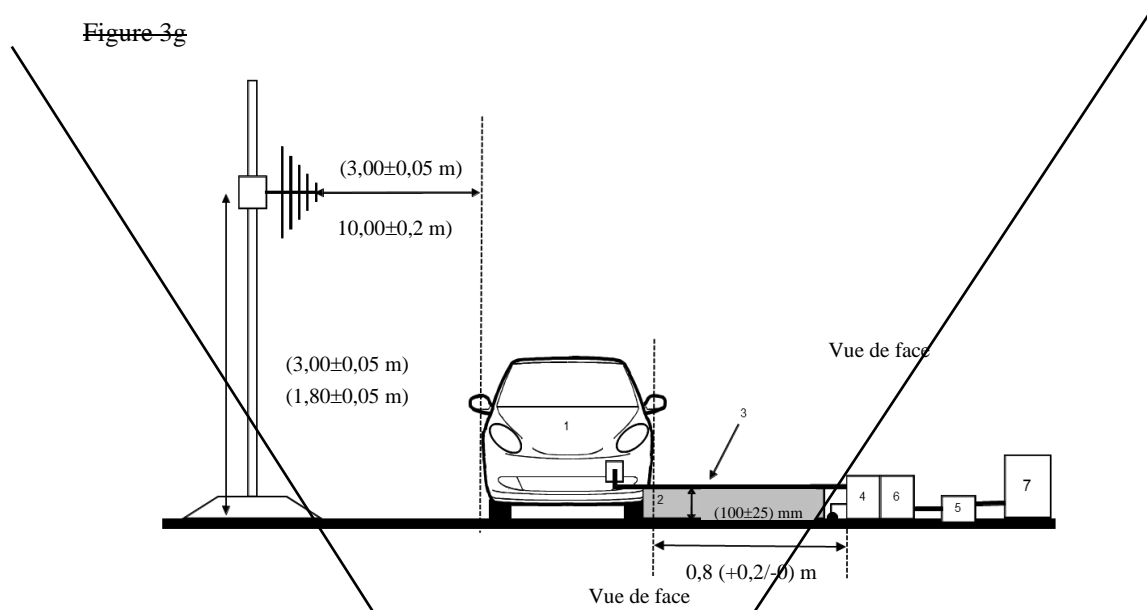 Figure 3g
(3,00±0,05 m)
10,00±0,2 m)
(3,00±0,05 m)
(1,80±0,05 m)
Vue de face
1
3
2
(100±25) mm
4
6
5
7
0,8 (+0,2/-0) m
Vue de face